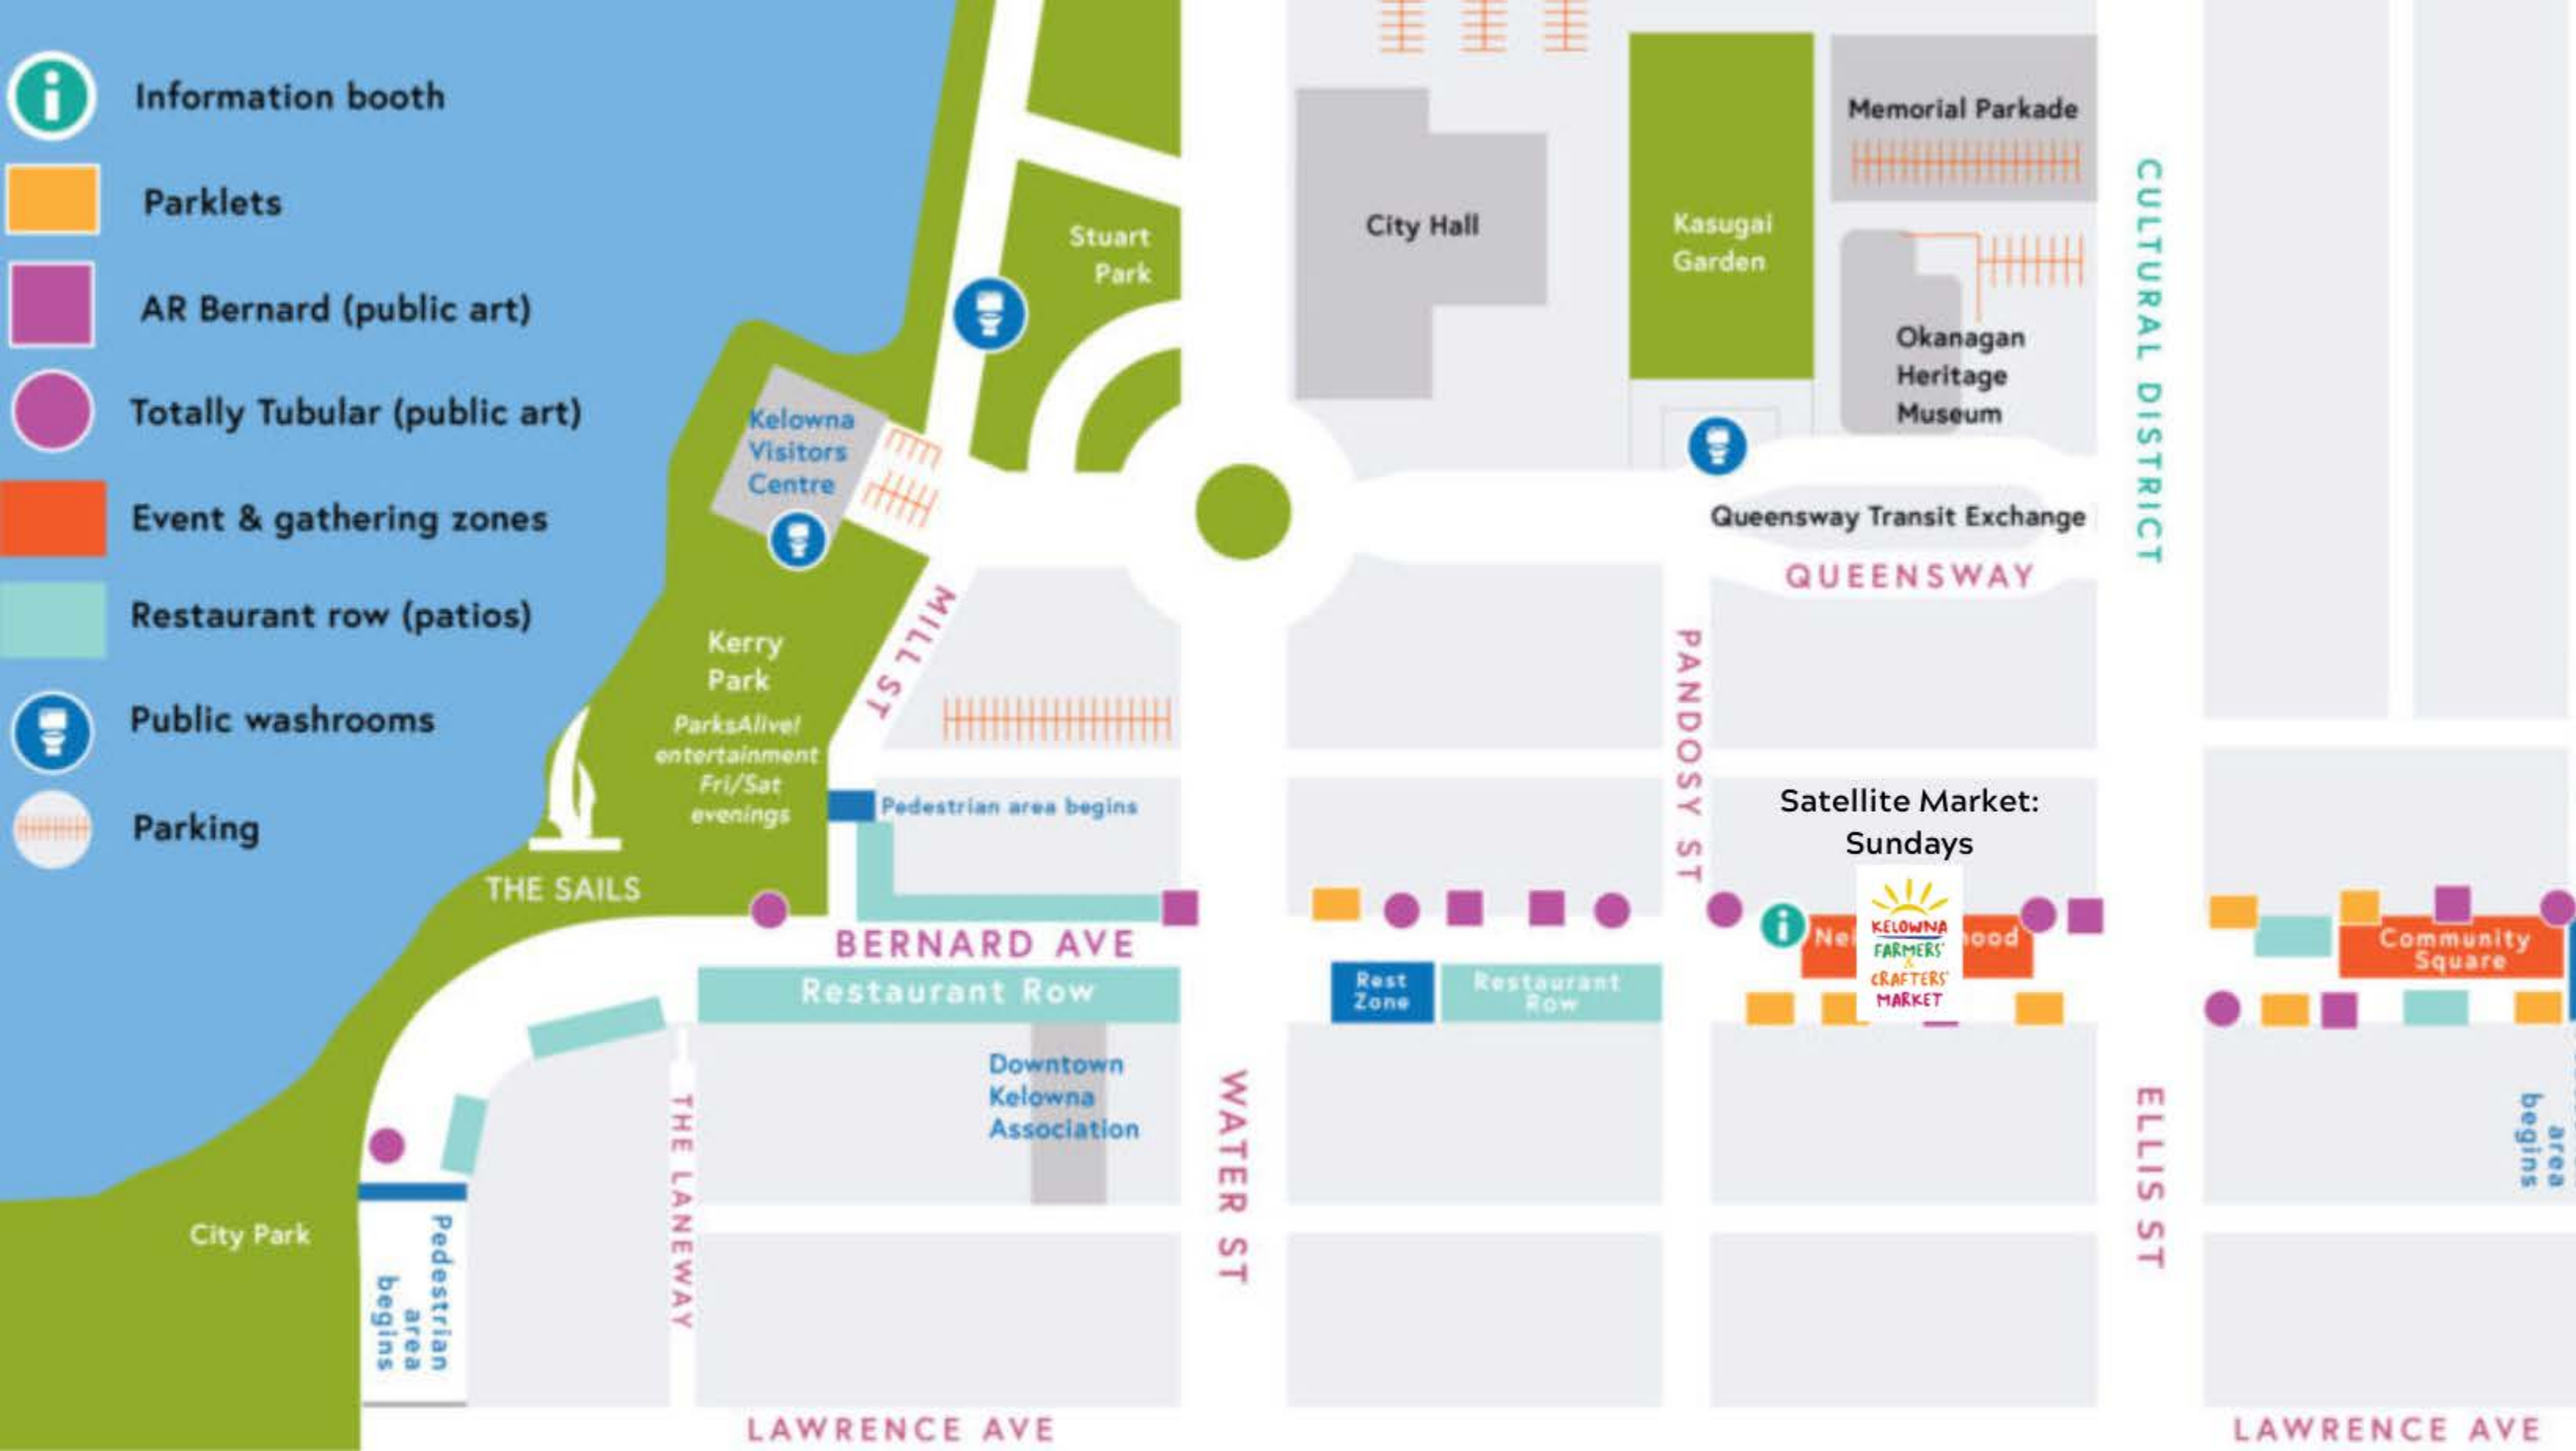 Information booth
Parklets
AR Bernard (public art)
Totally Tubular (public art)
Event & gathering zones
Restaurant row (patios)
Public washrooms
Parking
Stuart
Park
City Hall
Kasugai
Garden
Memorial Parkade
Okanagan
Heritage
Museum
CULTURAL DISTRICT
Kelowna
Visitors
Centre
Queensway Transit Exchange
QUEENSWAY
MILL ST
Kerry
Park
ParksAlive!
entertainment
Fri/Sat
evenings
PANDOSY ST
Pedestrian area begins
Satellite Market:
Sundays
THE SAILS
BERNARD AVE
KELOWNA
FARMERS'
&
CRAFTERS'
MARKET
Community
Square
Restaurant Row
Rest
Zone
Restaurant
Row
Downtown
Kelowna
Association
THE LANEWAY
WATER ST
ELLIS ST
area
begins
City Park
Pedestrian
area
begins
LAWRENCE AVE
LAWRENCE AVE